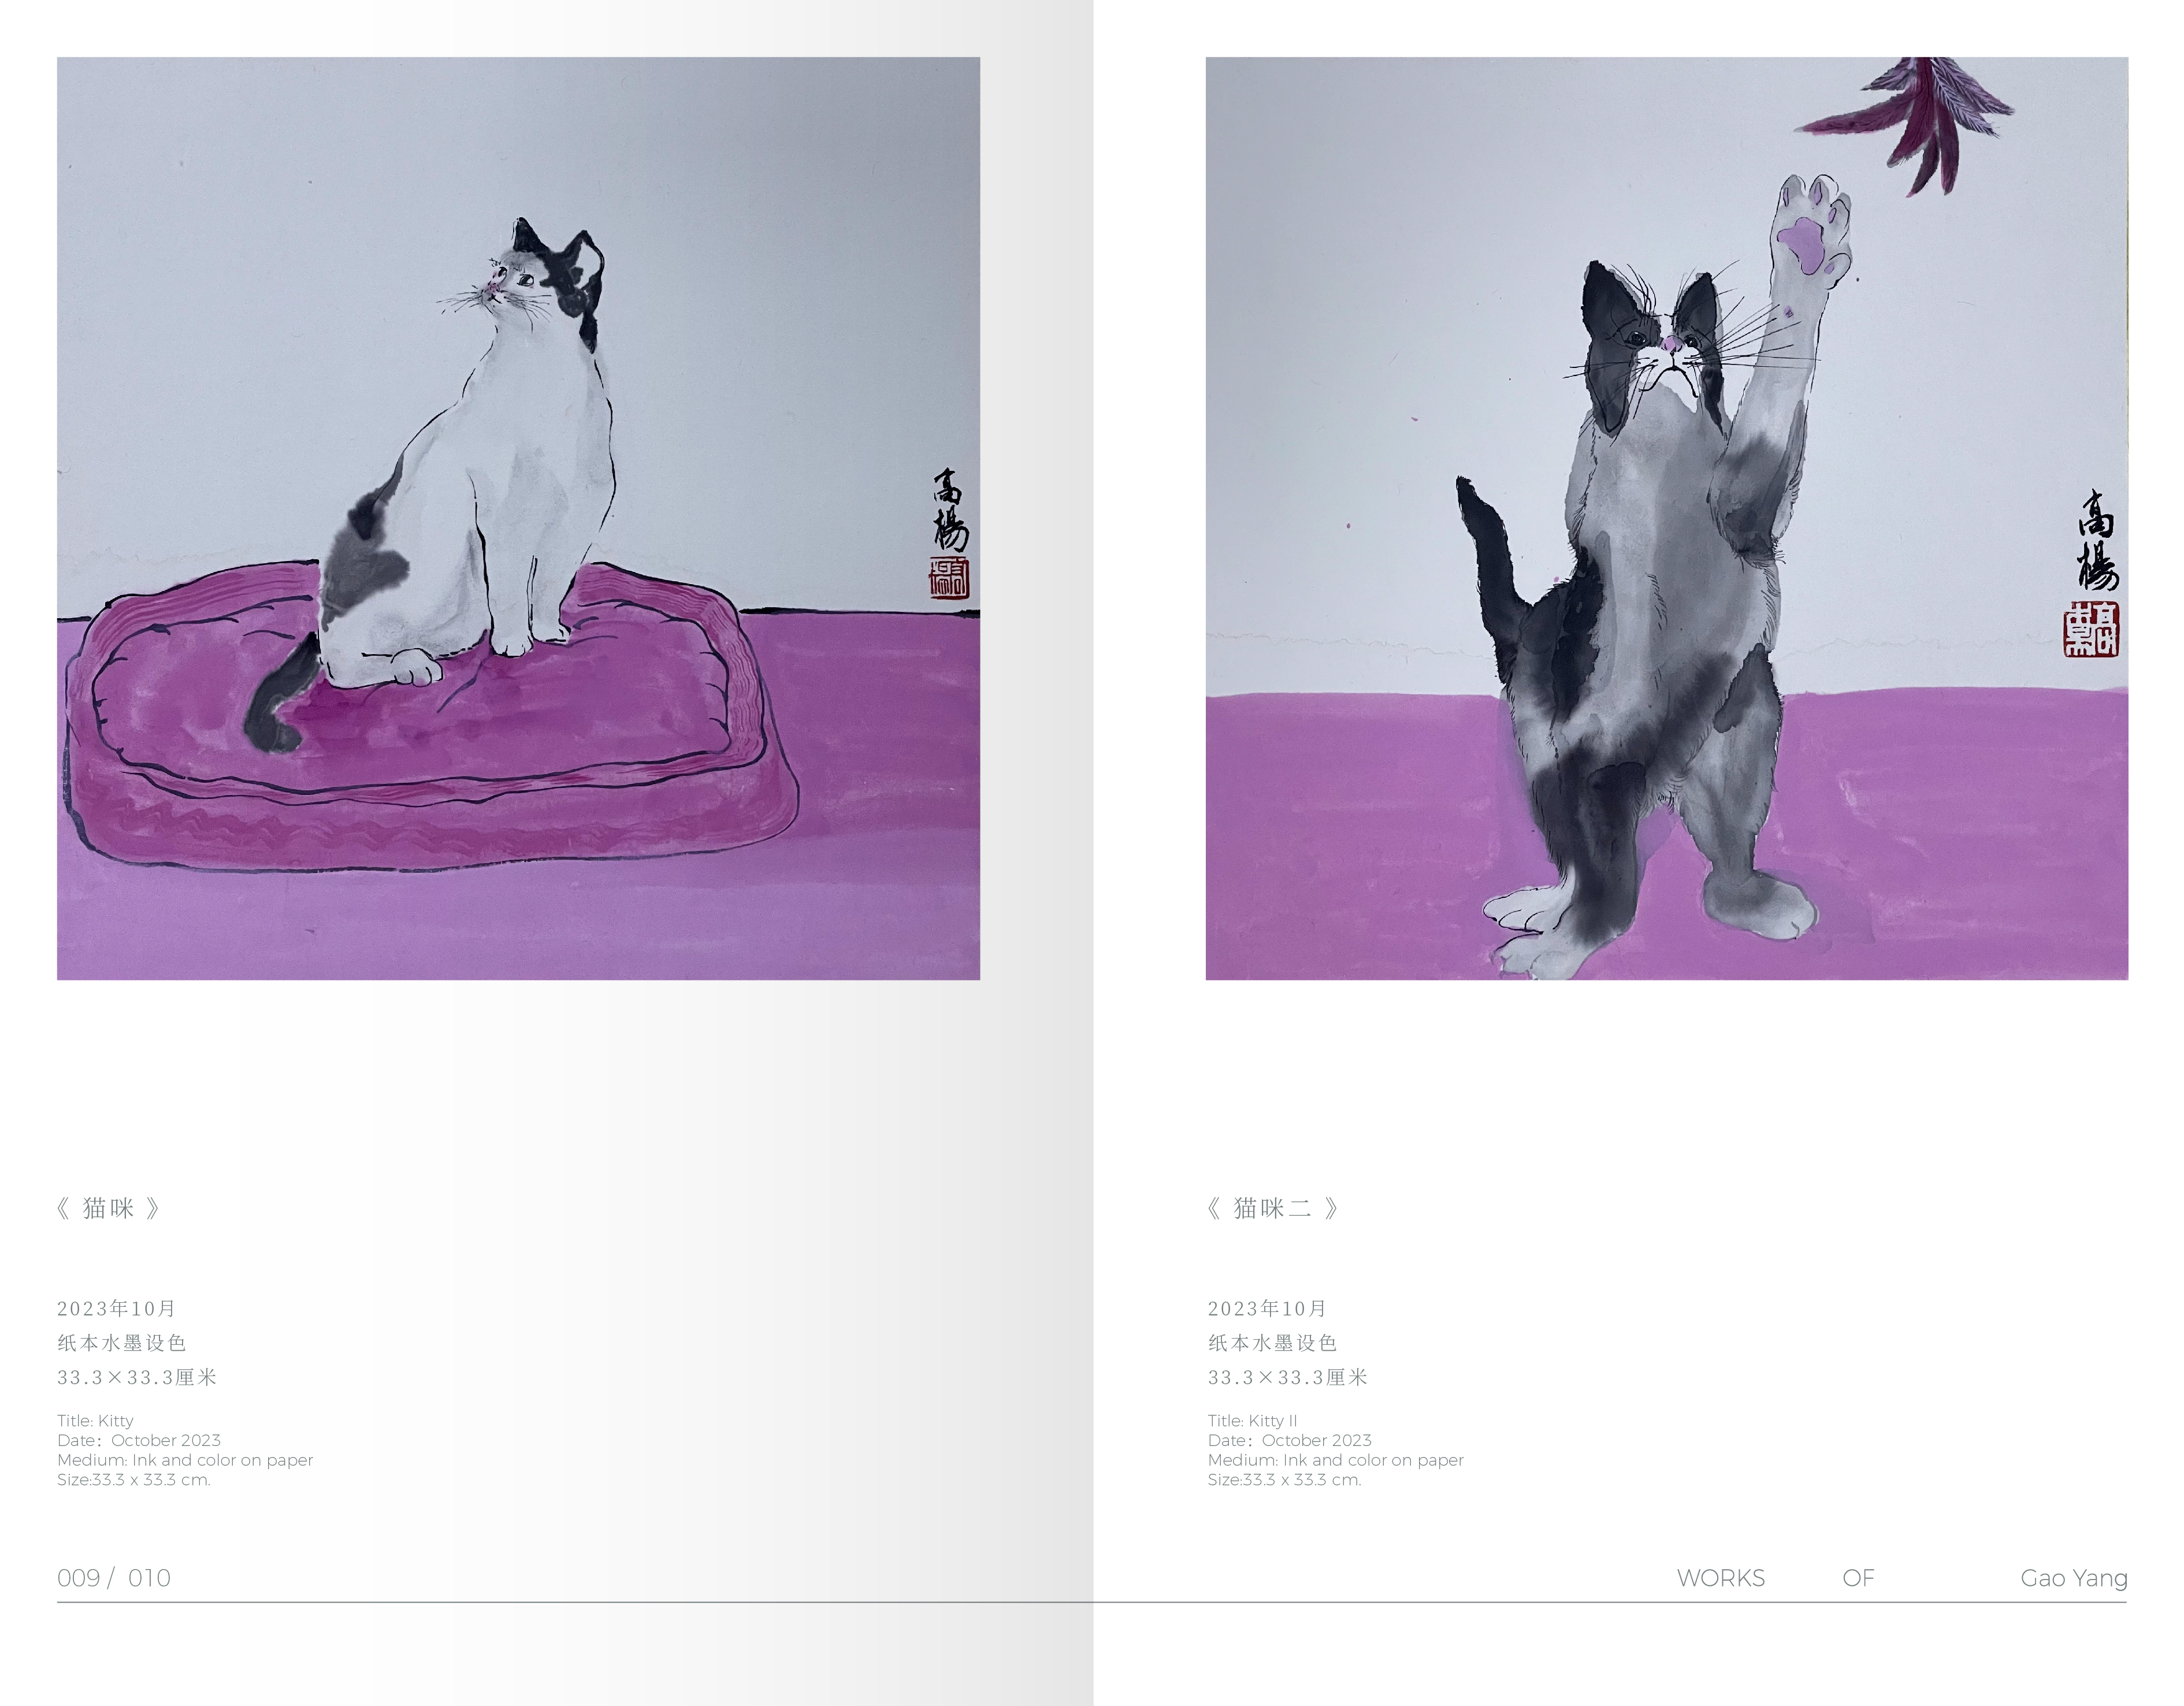 高
楊
《 猫咪 》
2023年10月
纸本水墨设色
33.3×33.3厘米
Title: Kitty
Date：October 2023
Medium: Ink and color on paper
Size:33.3 x 33.3 cm.
009 / 010
高
楊
《 猫咪二 》
2023年10月
纸本水墨设色
33.3×33.3厘米
Title: Kitty II
Date：October 2023
Medium: Ink and color on paper
Size:33.3 x 33.3 cm.
WORKS OF Gao Yang